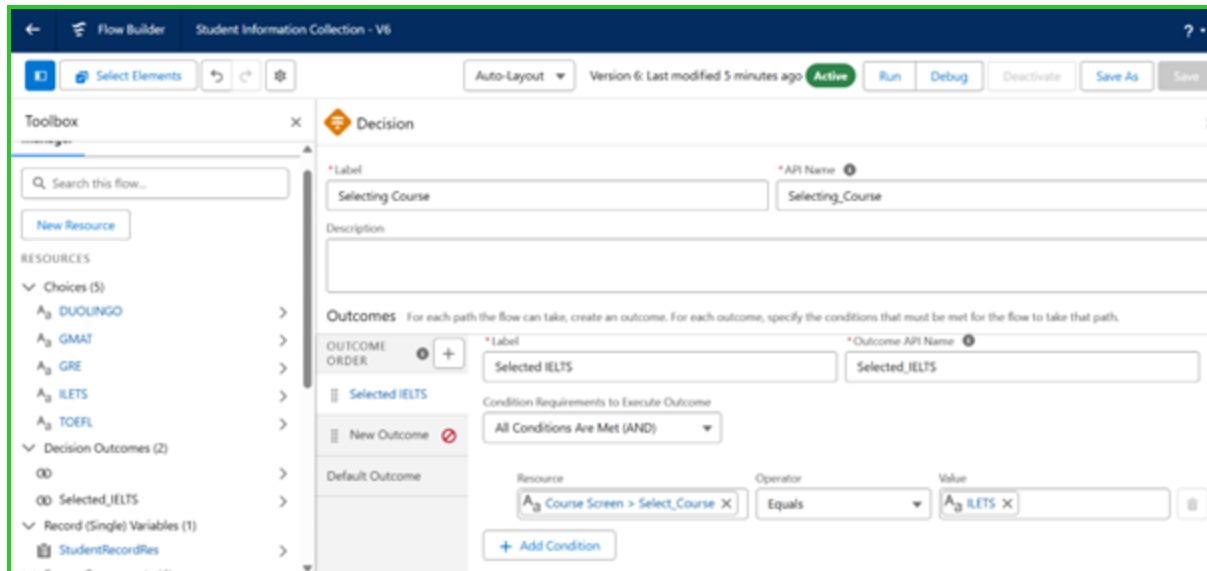 Flow Builder Student Information Collection - V6 ?
Select Elements Auto-Layout Version 6: Last modified 5 minutes ago Active Run Debug Deactivate Save As Save
Toolbox
Manager
Search this flow...
New Resource
RESOURCES
Choices (5)
DUOLINGO
GMAT
GRE
ILETS
TOEFL
Decision Outcomes (2)
Selected_IELTS
Record (Single) Variables (1)
StudentRecordRes
Decision
*Label *API Name
Selecting Course Selecting_Course
Description
Outcomes For each path the flow can take, create an outcome. For each outcome, specify the conditions that must be met for the flow to take that path.
OUTCOME ORDER
Selected IELTS
New Outcome
Default Outcome
*Label *Outcome API Name
Selected IELTS Selected_IELTS
Condition Requirements to Execute Outcome
All Conditions Are Met (AND)
Resource Operator Value
Aa Course Screen > Select_Course Equals Aa ILETS
+ Add Condition